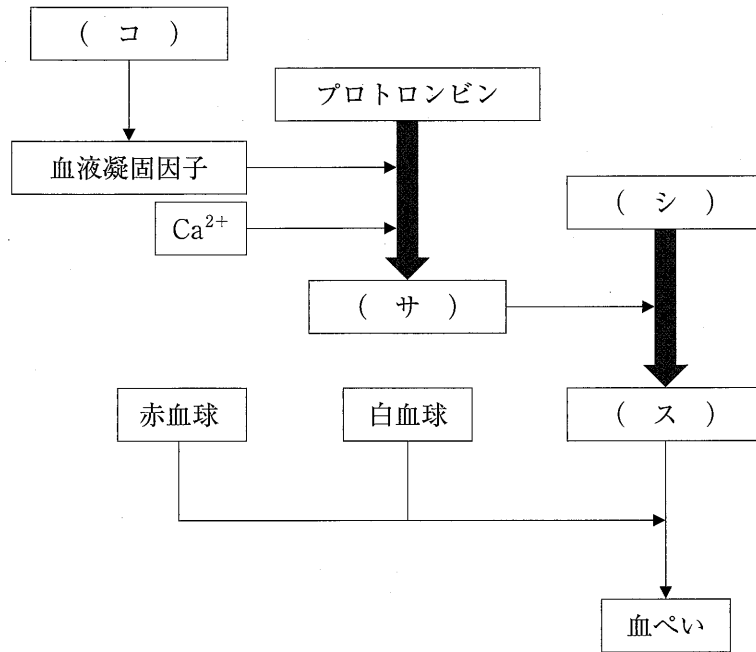 ( コ )
プロトロンビン
血液凝固因子
Ca²⁺
( シ )
( サ )
赤血球
白血球
( ス )
血ぺい